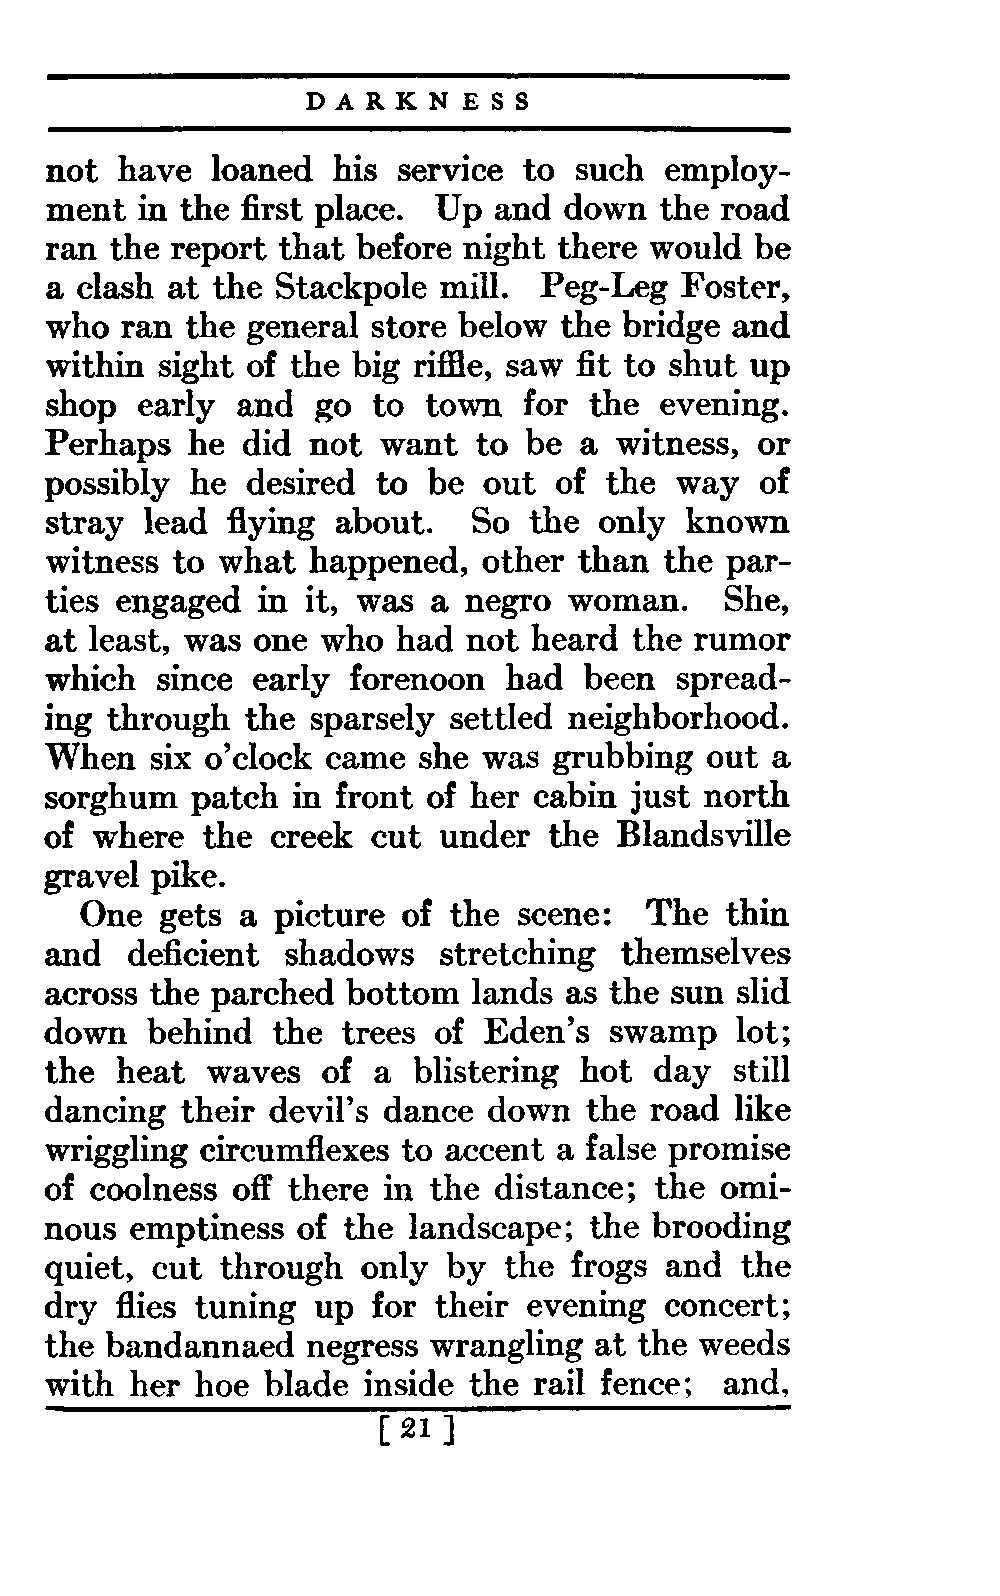 DARKNESS
not have loaned his service to such employ-
ment in the first place. Up and down the road
ran the report that before night there would be
a clash at the Stackpole mill. Peg-Leg Foster,
who ran the general store below the bridge and
within sight of the big riffle, saw fit to shut up
shop early and go to town for the evening.
Perhaps he did not want to be a witness, or
possibly he desired to be out of the way of
stray lead flying about. So the only known
witness to what happened, other than the par-
ties engaged in it, was a negro woman. She,
at least, was one who had not heard the rumor
which since early forenoon had been spread-
ing through the sparsely settled neighborhood.
When six o'clock came she was grubbing out a
sorghum patch in front of her cabin just north
of where the creek cut under the Blandsville
gravel pike.
One gets a picture of the scene: The thin
and deficient shadows stretching themselves
across the parched bottom lands as the sun slid
down behind the trees of Eden's swamp lot;
the heat waves of a blistering hot day still
dancing their devil's dance down the road like
wriggling circumflexes to accent a false promise
of coolness off there in the distance; the omi-
nous emptiness of the landscape; the brooding
quiet, cut through only by the frogs and the
dry flies tuning up for their evening concert;
the bandannaed negress wrangling at the weeds
with her hoe blade inside the rail fence; and,
[ 21 ]